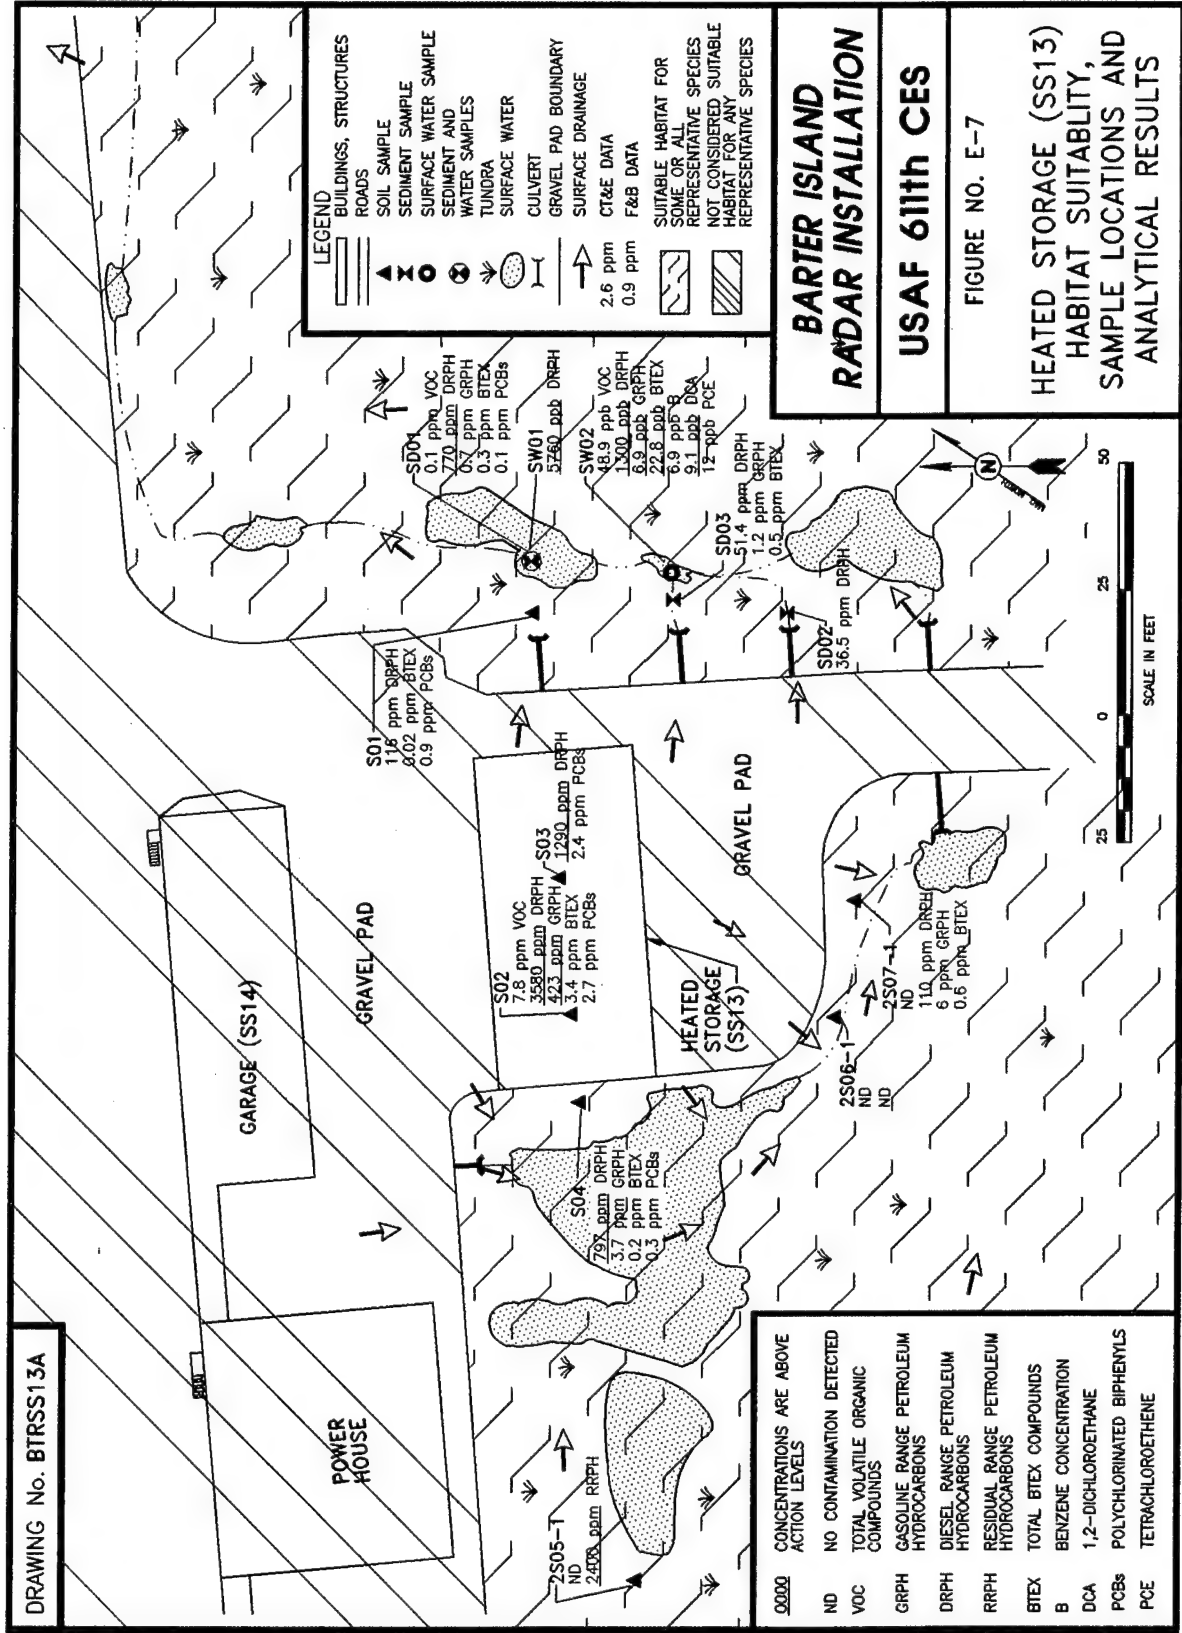 DRAWING No. BTRSS13A
POWER
HOUSE
GARAGE (SS14)
GRAVEL PAD
HEATED
STORAGE
(SS13)
GRAVEL PAD
S01
116 ppm DRPH
0.02 ppm BTEX
0.9 ppm PCBs
S02
7.8 ppm VOC
3580 ppm DRPH
423 ppm GRPH
3.4 ppm BTEX
2.7 ppm PCBs
S03
1290 ppm DRPH
2.4 ppm PCBs
S04
797 ppm DRPH
3.7 ppm GRPH
0.2 ppm BTEX
0.3 ppm PCBs
2S05-1
ND
2400 ppm RRPH
2S06-1
ND
ND
2S07-1
ND
110 ppm DRPH
6 ppm GRPH
0.6 ppm BTEX
SD01
0.1 ppm VOC
770 ppm DRPH
0.7 ppm GRPH
0.3 ppm BTEX
0.1 ppm PCBs
SW01
5760 ppb DRPH
SW02
48.9 ppb VOC
1300 ppb DRPH
6.9 ppb GRPH
22.8 ppb BTEX
6.9 ppb B
9.1 ppb DCA
12 ppb PCE
SD03
51.4 ppm DRPH
1.2 ppm GRPH
0.5 ppm BTEX
SD02
36.5 ppm DRPH
N
MAG NORTH
25
0
25
50
SCALE IN FEET
LEGEND
BUILDINGS, STRUCTURES
ROADS
SOIL SAMPLE
SEDIMENT SAMPLE
SURFACE WATER SAMPLE
SEDIMENT AND
WATER SAMPLES
TUNDRA
SURFACE WATER
CULVERT
GRAVEL PAD BOUNDARY
SURFACE DRAINAGE
2.6 ppm CT&E DATA
0.9 ppm F&B DATA
SUITABLE HABITAT FOR
SOME OR ALL
REPRESENTATIVE SPECIES
NOT CONSIDERED SUITABLE
HABITAT FOR ANY
REPRESENTATIVE SPECIES
0000 CONCENTRATIONS ARE ABOVE
ACTION LEVELS
ND NO CONTAMINATION DETECTED
VOC TOTAL VOLATILE ORGANIC
COMPOUNDS
GRPH GASOLINE RANGE PETROLEUM
HYDROCARBONS
DRPH DIESEL RANGE PETROLEUM
HYDROCARBONS
RRPH RESIDUAL RANGE PETROLEUM
HYDROCARBONS
BTEX TOTAL BTEX COMPOUNDS
B BENZENE CONCENTRATION
DCA 1,2-DICHLOROETHANE
PCBs POLYCHLORINATED BIPHENYLS
PCE TETRACHLOROETHENE
BARTER ISLAND
RADAR INSTALLATION
USAF 611th CES
FIGURE NO. E-7
HEATED STORAGE (SS13)
HABITAT SUITABLITY,
SAMPLE LOCATIONS AND
ANALYTICAL RESULTS